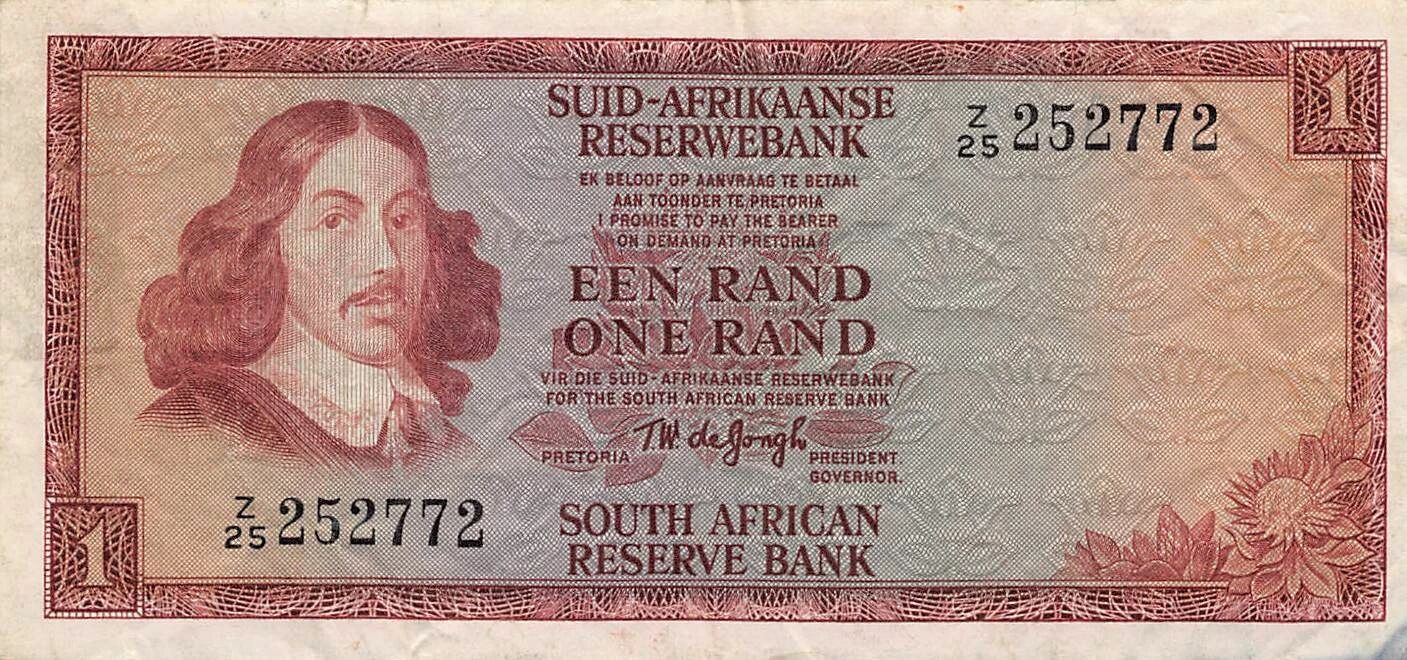 SUID-AFRIKAANSE
RESERWEBANK
Z/25 252772
1
EK BELOOF OP AANVRAAG TE BETAAL
AAN TOONDER TE PRETORIA
I PROMISE TO PAY THE BEARER
ON DEMAND AT PRETORIA
EEN RAND
ONE RAND
VIR DIE SUID-AFRIKAANSE RESERWEBANK
FOR THE SOUTH AFRICAN RESERVE BANK
TW de Jongh
PRETORIA
PRESIDENT
GOVERNOR.
1
Z/25 252772
SOUTH AFRICAN
RESERVE BANK